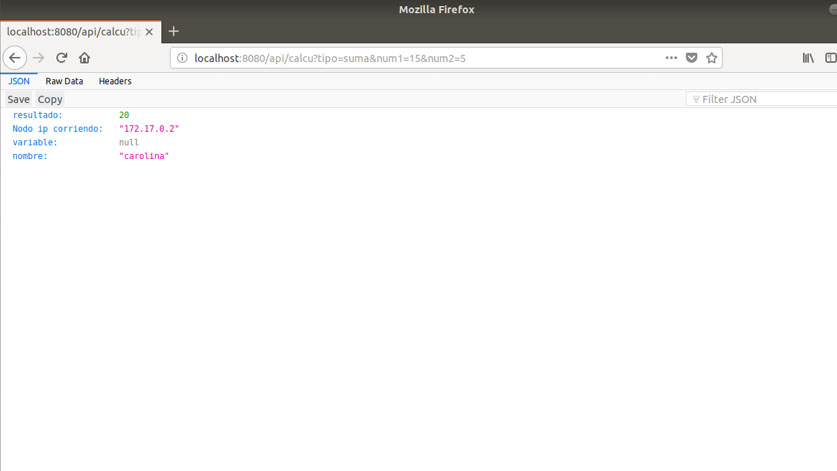 Mozilla Firefox
localhost:8080/api/calcu?ti
localhost:8080/api/calcu?tipo=suma&num1=15&num2=5
JSON Raw Data Headers
Save Copy Filter JSON
resultado: 20
Nodo ip corriendo: "172.17.0.2"
variable: null
nombre: "carolina"